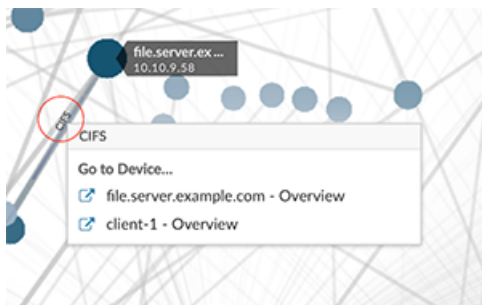 file.server.ex ...
10.10.9.58
CIFS
CIFS
Go to Device...
file.server.example.com - Overview
client-1 - Overview